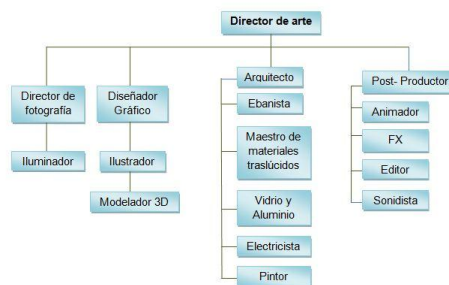 Director de arte
Director de
fotografía
Iluminador
Diseñador
Gráfico
Ilustrador
Modelador 3D
Arquitecto
Ebanista
Maestro de
materiales
traslúcidos
Vidrio y
Aluminio
Electricista
Pintor
Post- Productor
Animador
FX
Editor
Sonidista